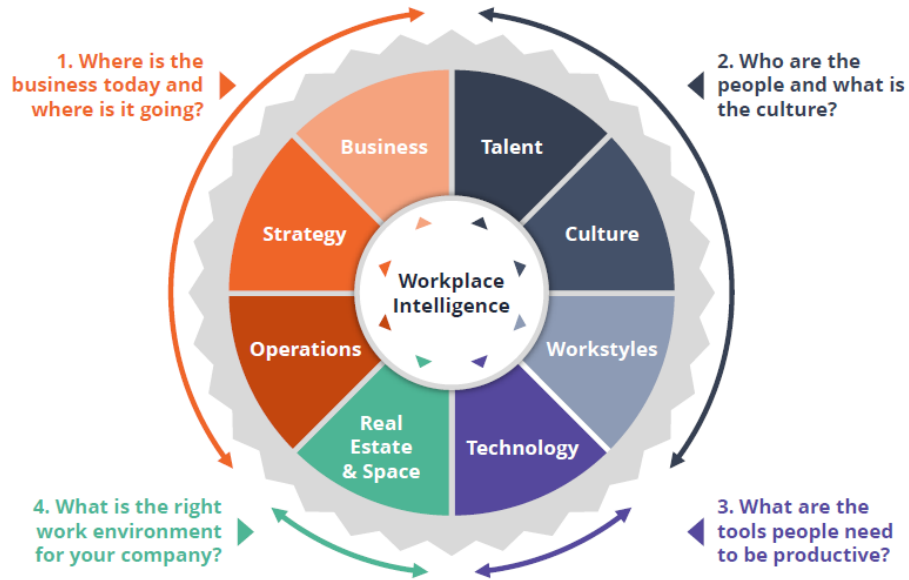 1. Where is the
business today and
where is it going?
2. Who are the
people and what is
the culture?
Business
Talent
Strategy
Culture
Workplace
Intelligence
Operations
Workstyles
Real
Estate
& Space
Technology
4. What is the right
work environment
for your company?
3. What are the
tools people need
to be productive?